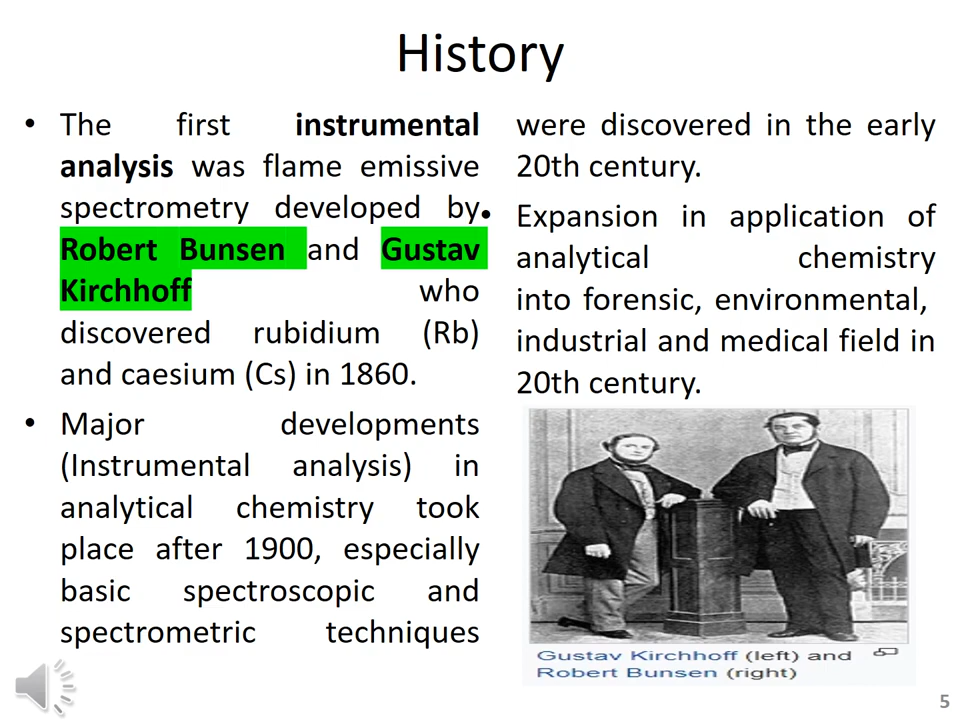 History
• The first instrumental
analysis was flame emissive
spectrometry developed by
Robert Bunsen and Gustav
Kirchhoff who
discovered rubidium (Rb)
and caesium (Cs) in 1860.
• Major developments
(Instrumental analysis) in
analytical chemistry took
place after 1900, especially
basic spectroscopic and
spectrometric techniques
were discovered in the early
20th century.
• Expansion in application of
analytical chemistry
into forensic, environmental,
industrial and medical field in
20th century.
Gustav Kirchhoff (left) and
Robert Bunsen (right)
5